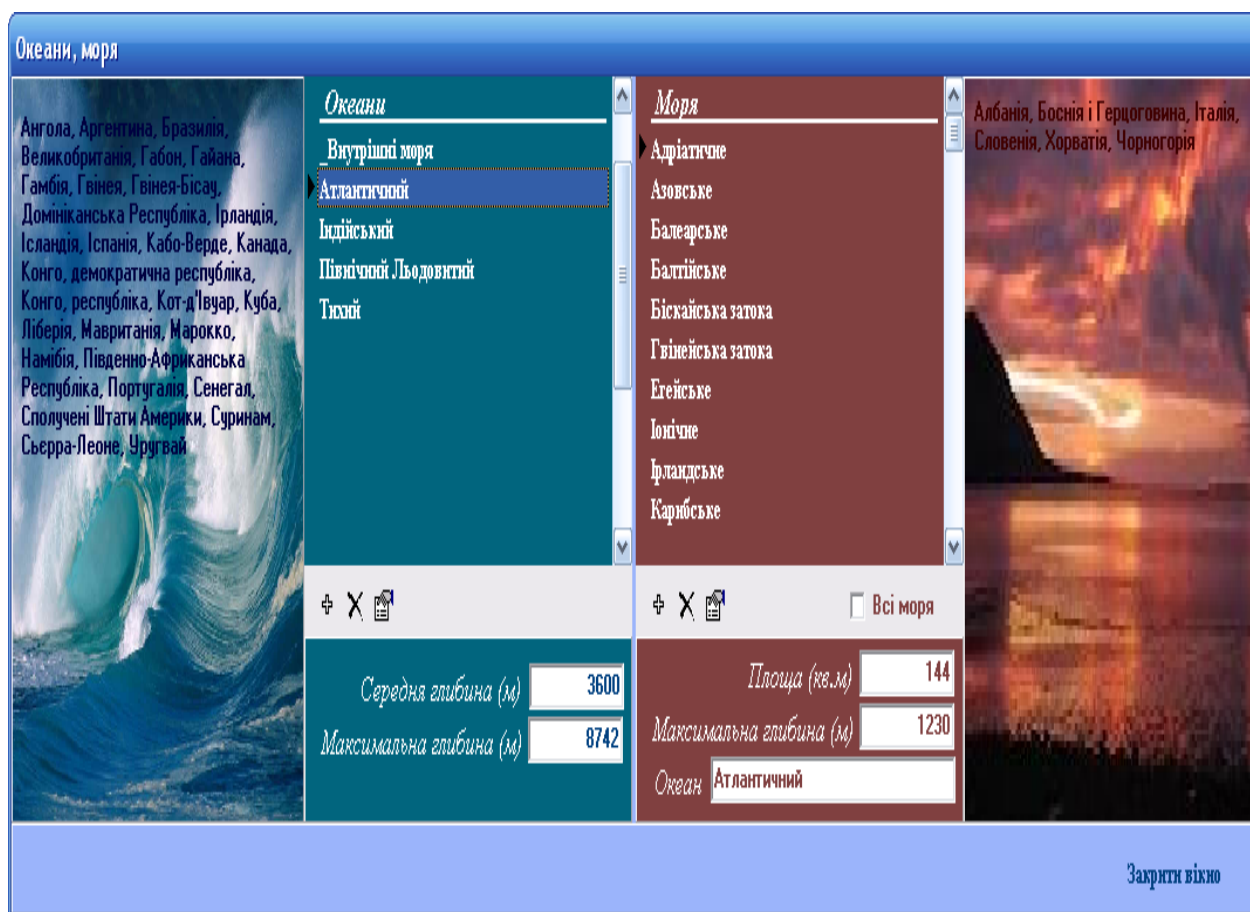 Океани, моря
Ангола, Аргентина, Бразилія,
Великобританія, Габон, Гайана,
Гамбія, Гвінея, Гвінея-Бісау,
Домініканська Республіка, Ірландія,
Ісландія, Іспанія, Кабо-Верде, Канада,
Конго, демократична республіка,
Конго, республіка, Кот-д'Івуар, Куба,
Ліберія, Мавританія, Марокко,
Намібія, Південно-Африканська
Республіка, Португалія, Сенегал,
Сполучені Штати Америки, Суринам,
Сьєрра-Леоне, Уругвай
Океани
_Внутрішні моря
Атлантичний
Індійський
Північний Льодовитий
Тихий
Середня глибина (м) 3600
Максимальна глибина (м) 8742
Моря
Адріатичне
Азовське
Балеарське
Балтійське
Біскайська затока
Гвінейська затока
Егейське
Іонічне
Ірландське
Карибське
Всі моря
Площа (кв.м) 144
Максимальна глибина (м) 1230
Океан Атлантичний
Албанія, Боснія і Герцоговина, Італія,
Словенія, Хорватія, Чорногорія
Закрити вікно